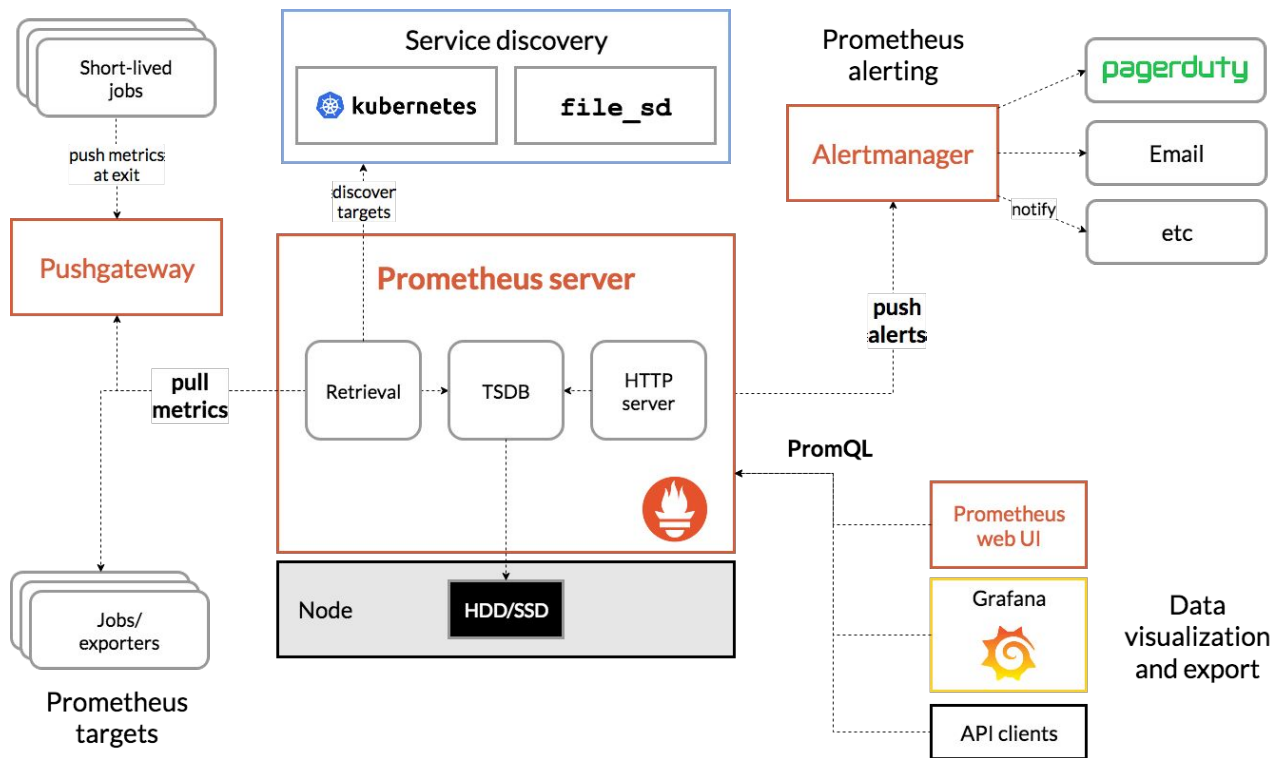 Short-lived
jobs
push metrics
at exit
Pushgateway
Service discovery
kubernetes
file_sd
discover
targets
Prometheus
alerting
Alertmanager
pagerduty
Email
notify
etc
Prometheus server
Retrieval
TSDB
HTTP
server
pull
metrics
push
alerts
PromQL
Node
HDD/SSD
Jobs/
exporters
Prometheus
targets
Prometheus
web UI
Grafana
API clients
Data
visualization
and export